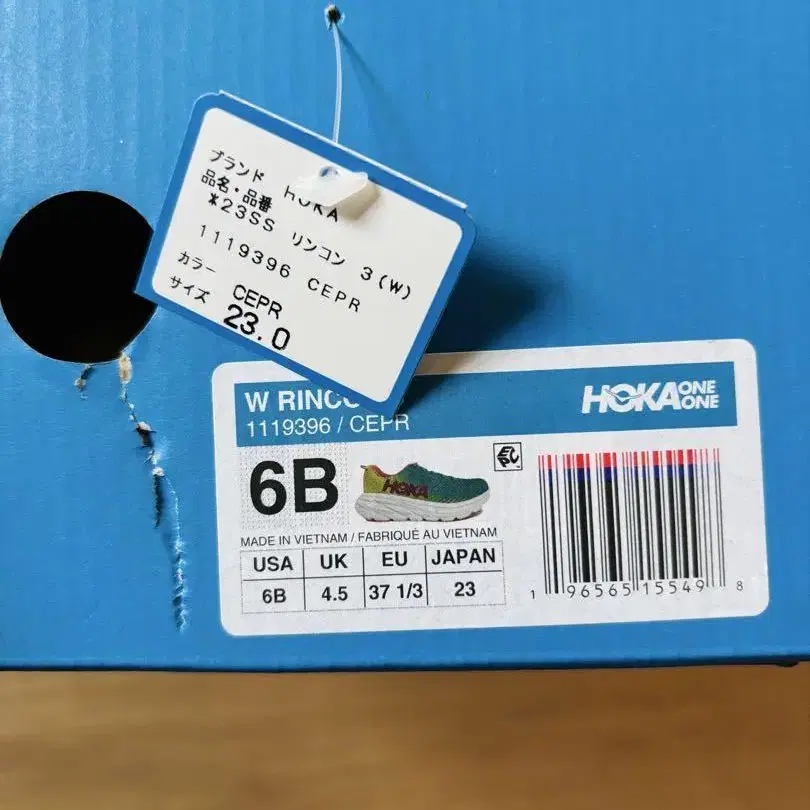 ブランド HOKA
品名・品番
*23SS リンコン 3(W)
1119396 CEPR
カラー CEPR
サイズ 23.0
W RINCO
HOKA ONE ONE
1119396 / CEPR
6B
HOKA
MADE IN VIETNAM / FABRIQUÉ AU VIETNAM
USA UK EU JAPAN
6B 4.5 37 1/3 23
1 96565 15549 8